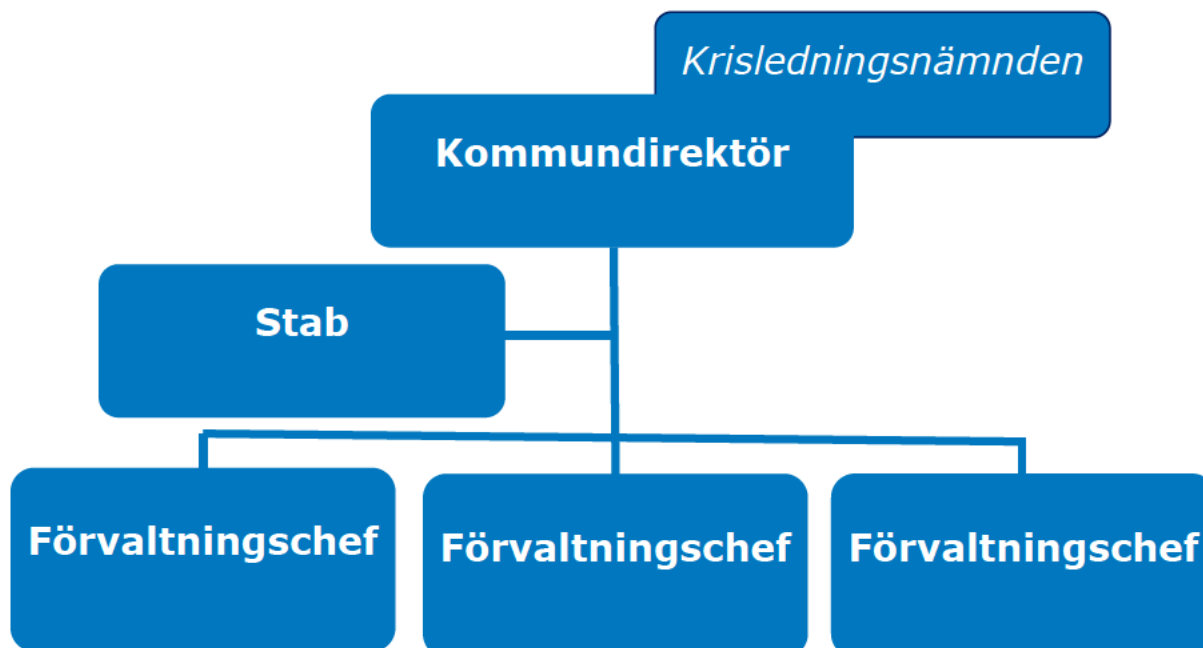 Krisledningsnämnden
Kommundirektör
Stab
Förvaltningschef
Förvaltningschef
Förvaltningschef